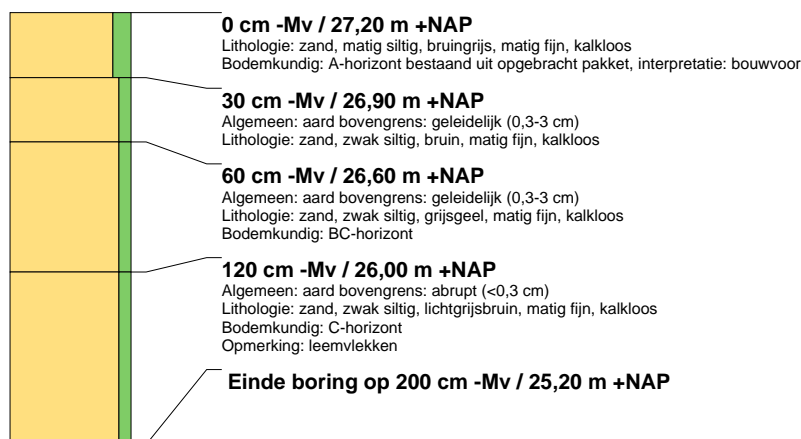 0 cm -Mv / 27,20 m +NAP
Lithologie: zand, matig siltig, bruingrijs, matig fijn, kalkloos
Bodemkundig: A-horizont bestaand uit opgebracht pakket, interpretatie: bouwvoor
30 cm -Mv / 26,90 m +NAP
Algemeen: aard bovengrens: geleidelijk (0,3-3 cm)
Lithologie: zand, zwak siltig, bruin, matig fijn, kalkloos
60 cm -Mv / 26,60 m +NAP
Algemeen: aard bovengrens: geleidelijk (0,3-3 cm)
Lithologie: zand, zwak siltig, grijsgeel, matig fijn, kalkloos
Bodemkundig: BC-horizont
120 cm -Mv / 26,00 m +NAP
Algemeen: aard bovengrens: abrupt (<0,3 cm)
Lithologie: zand, zwak siltig, lichtgrijsbruin, matig fijn, kalkloos
Bodemkundig: C-horizont
Opmerking: leemvlekken
Einde boring op 200 cm -Mv / 25,20 m +NAP